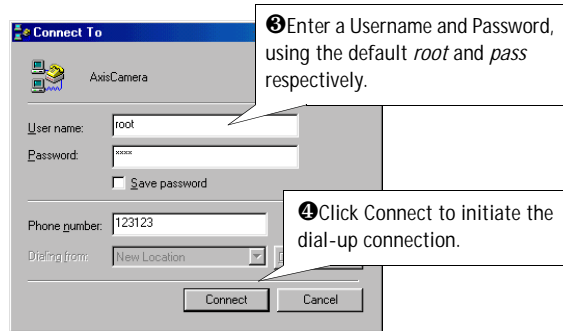 Connect To
❸Enter a Username and Password,
using the default root and pass
respectively.
AxisCamera
User name: root
Password: xxxx
Save password
❹Click Connect to initiate the
dial-up connection.
Phone number: 123123
Dialing from: New Location
Connect Cancel